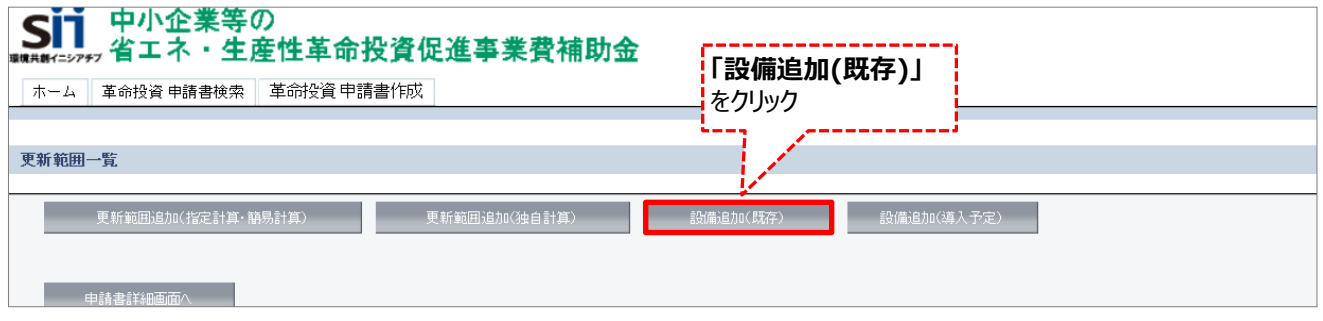 SII 中小企業等の
環境共創イニシアチブ 省エネ・生産性革命投資促進事業費補助金
「設備追加(既存)」
をクリック
ホーム 革命投資 申請書検索 革命投資 申請書作成
更新範囲一覧
更新範囲追加(指定計算・簡易計算) 更新範囲追加(独自計算) 設備追加(既存) 設備追加(導入予定)
申請書詳細画面へ